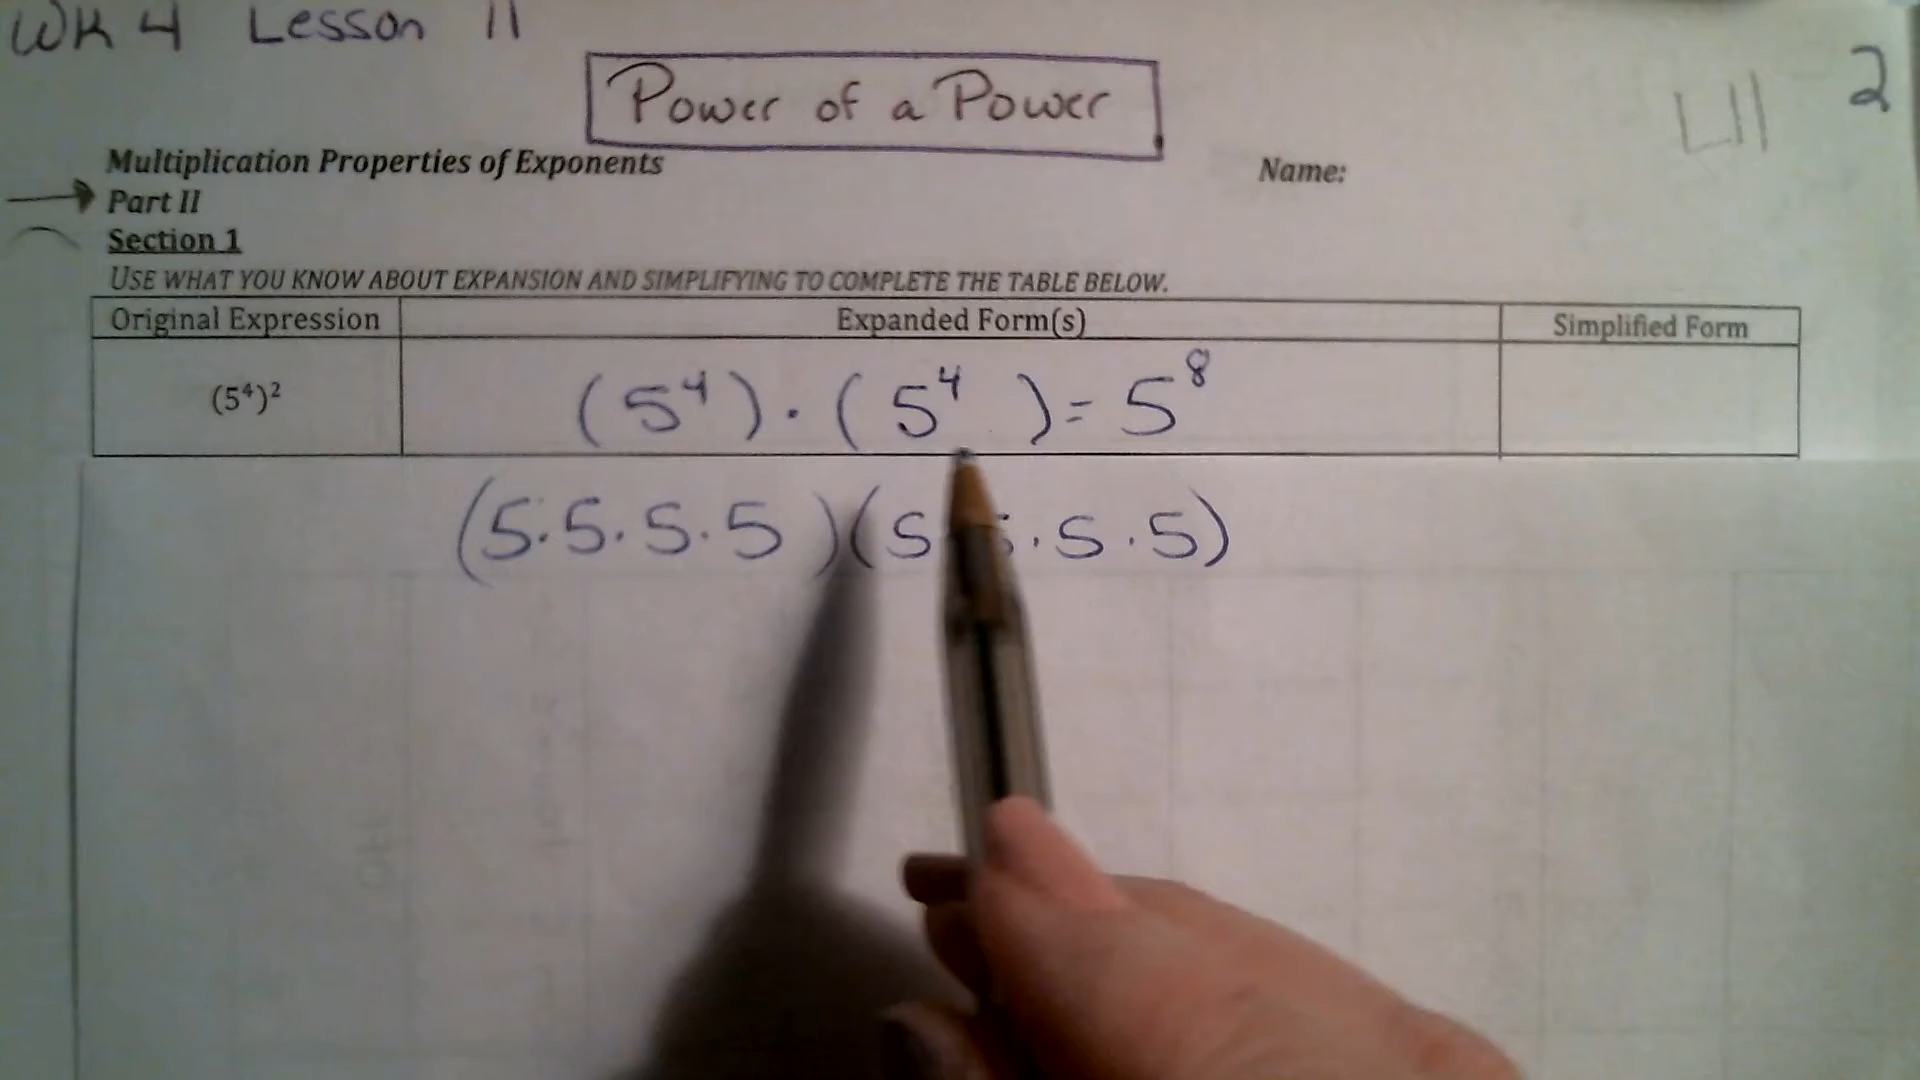 WK 4 Lesson 11
2
L11
Power of a Power
Multiplication Properties of Exponents
Name:
Part II
Section 1
USE WHAT YOU KNOW ABOUT EXPANSION AND SIMPLIFYING TO COMPLETE THE TABLE BELOW.
Original Expression Expanded Form(s) Simplified Form
(5⁴)² (5⁴) · (5⁴) = 5⁸
(5·5·5·5)(5 · 5 · 5)